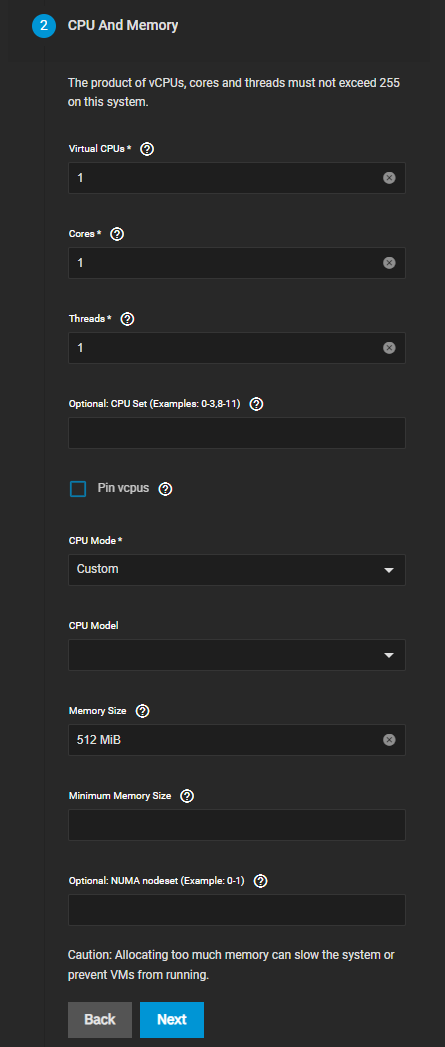 2 CPU And Memory
The product of vCPUs, cores and threads must not exceed 255
on this system.
Virtual CPUs *
1
Cores *
1
Threads *
1
Optional: CPU Set (Examples: 0-3,8-11)
Pin vcpus
CPU Mode *
Custom
CPU Model
Memory Size
512 MiB
Minimum Memory Size
Optional: NUMA nodeset (Example: 0-1)
Caution: Allocating too much memory can slow the system or
prevent VMs from running.
Back Next